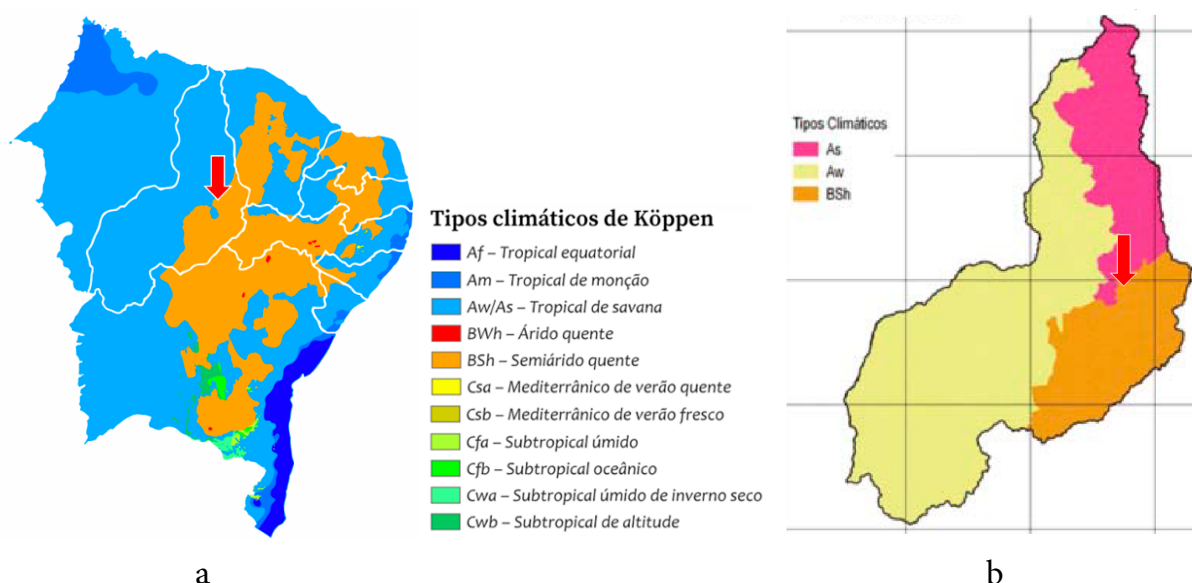 Tipos climáticos de Köppen
Af – Tropical equatorial
Am – Tropical de monção
Aw/As – Tropical de savana
BWh – Árido quente
BSh – Semiárido quente
Csa – Mediterrânico de verão quente
Csb – Mediterrânico de verão fresco
Cfa – Subtropical úmido
Cfb – Subtropical oceânico
Cwa – Subtropical úmido de inverno seco
Cwb – Subtropical de altitude
a
Tipos Climáticos
As
Aw
BSh
b